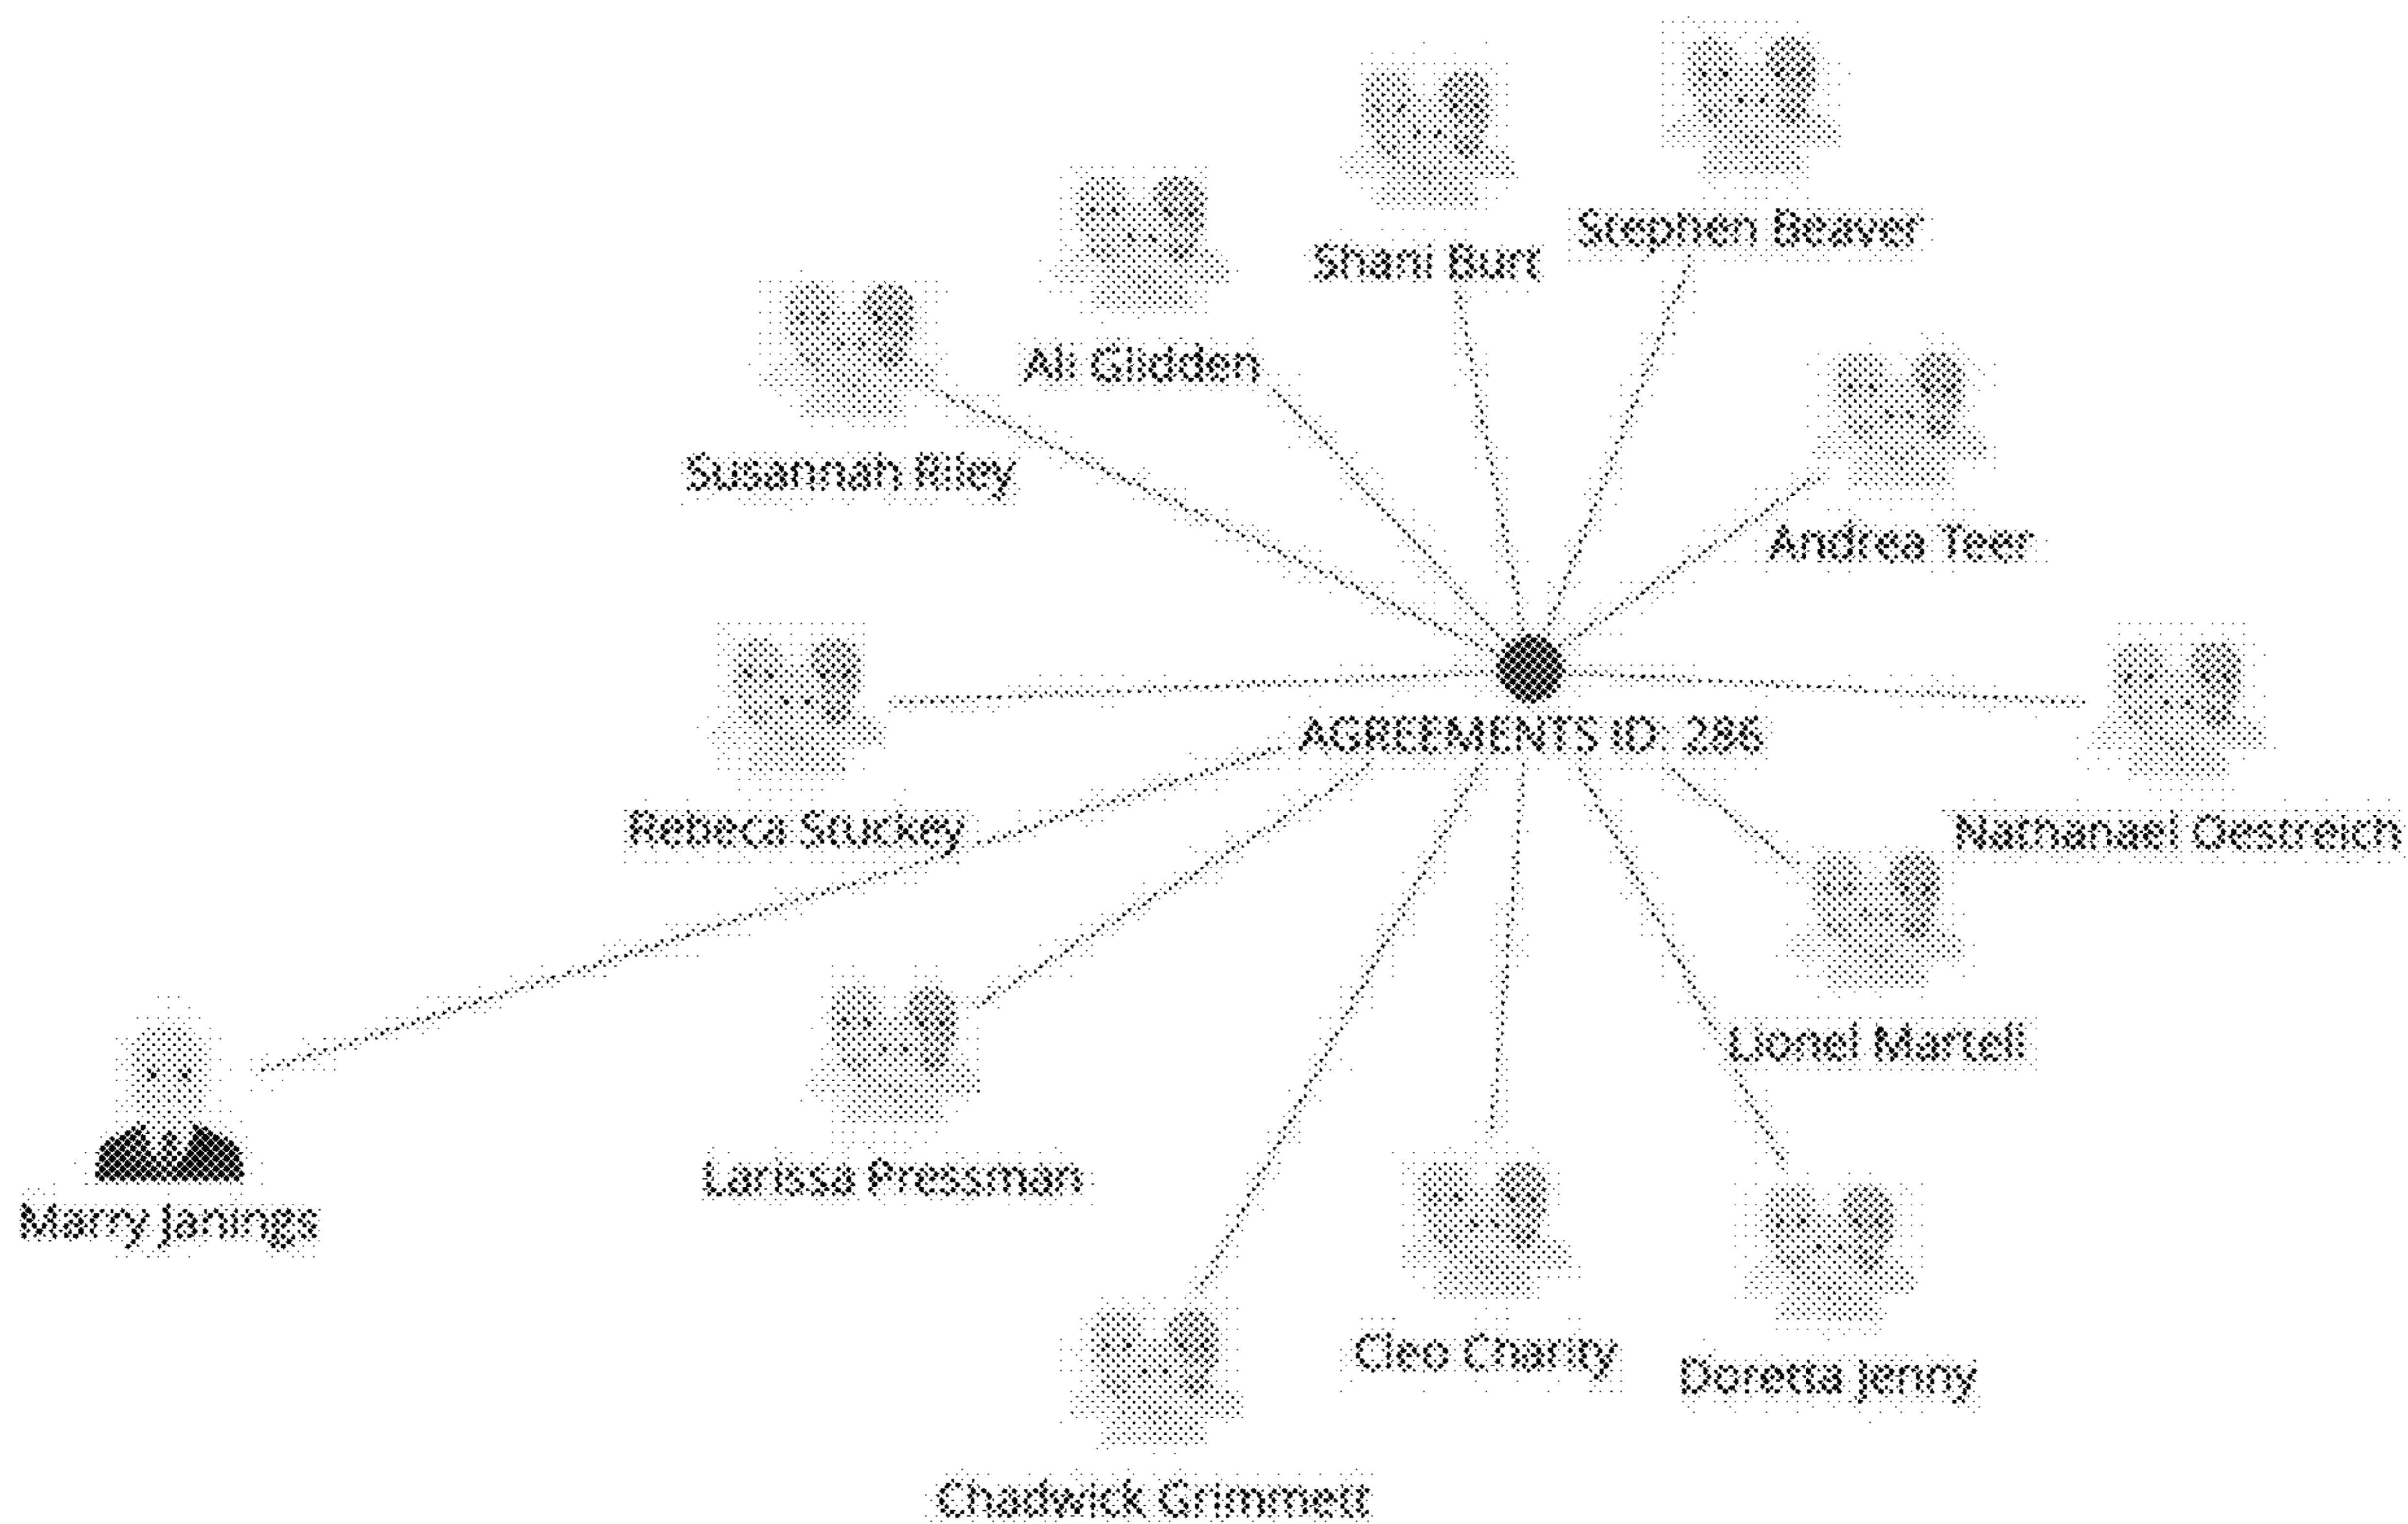 Stephen Beaver
Shani Burt
Ali Glidden
Susannah Riley
Andrea Teer
AGREEMENTS ID: 286
Rebeca Stuckey
Nathanael Oestreich
Lionel Martell
Larissa Pressman
Marry Janings
Cleo Charity
Doretta Jenny
Chadwick Grimmett